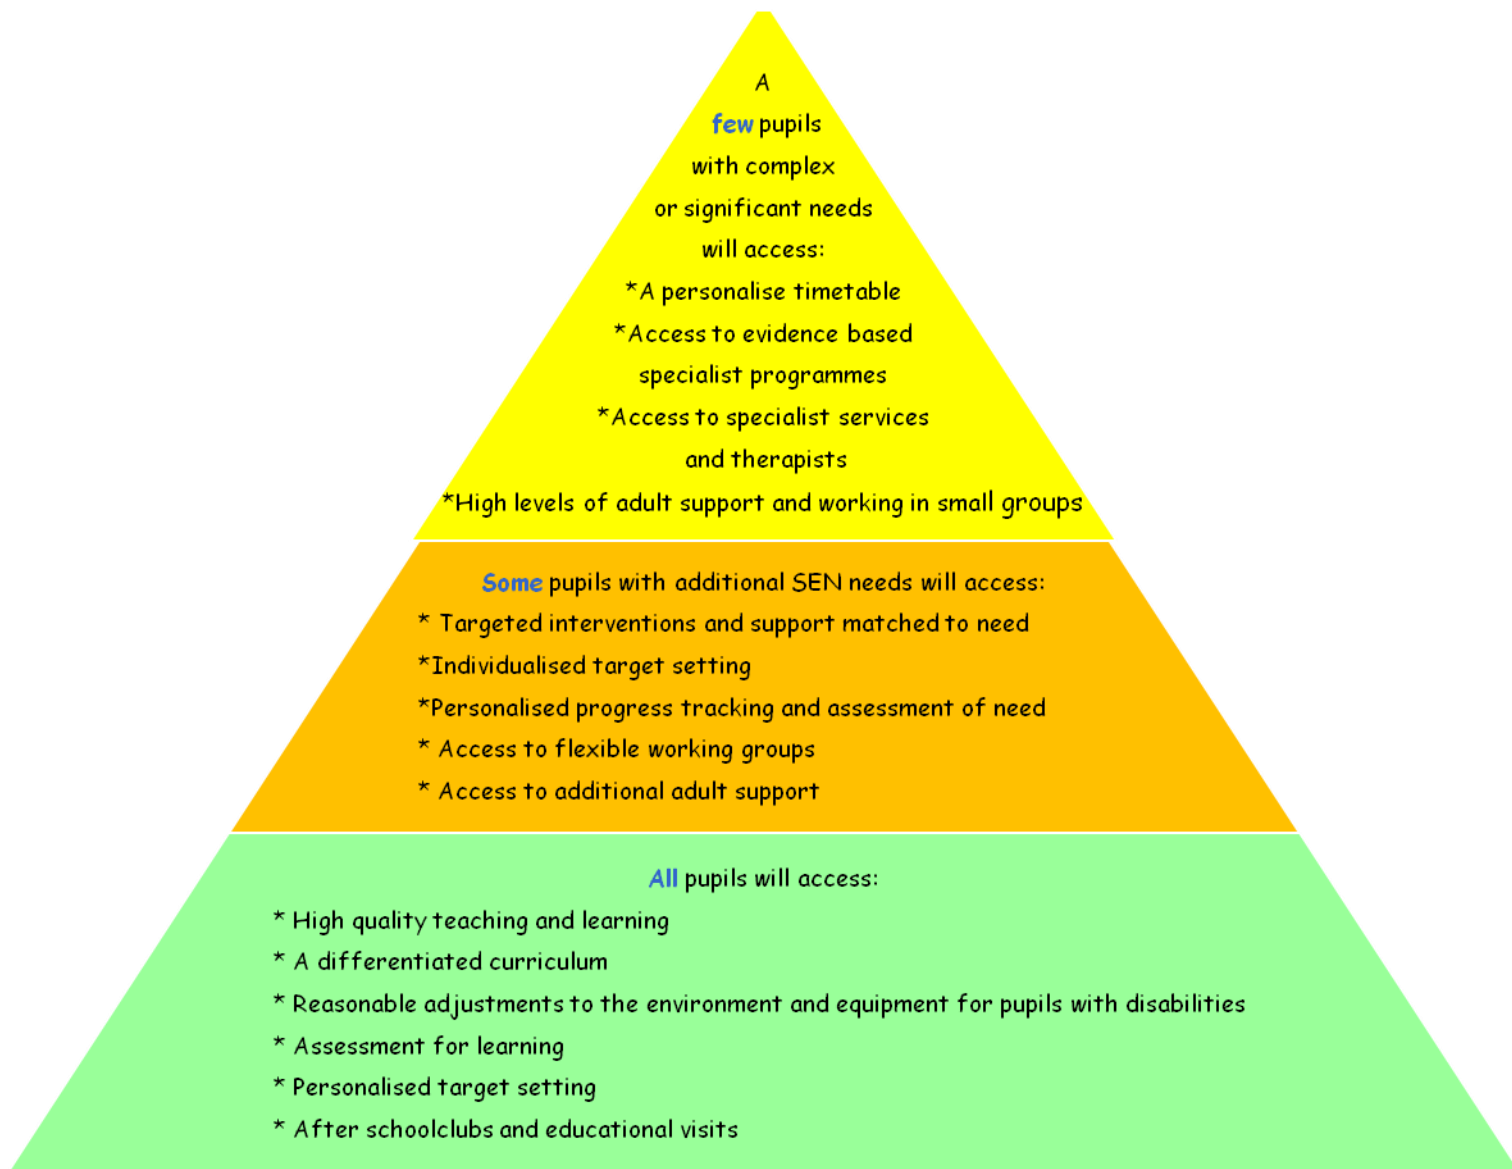 A
few pupils
with complex
or significant needs
will access:
*A personalise timetable
*Access to evidence based
specialist programmes
*Access to specialist services
and therapists
*High levels of adult support and working in small groups
Some pupils with additional SEN needs will access:
* Targeted interventions and support matched to need
*Individualised target setting
*Personalised progress tracking and assessment of need
* Access to flexible working groups
* Access to additional adult support
All pupils will access:
* High quality teaching and learning
* A differentiated curriculum
* Reasonable adjustments to the environment and equipment for pupils with disabilities
* Assessment for learning
* Personalised target setting
* After schoolclubs and educational visits